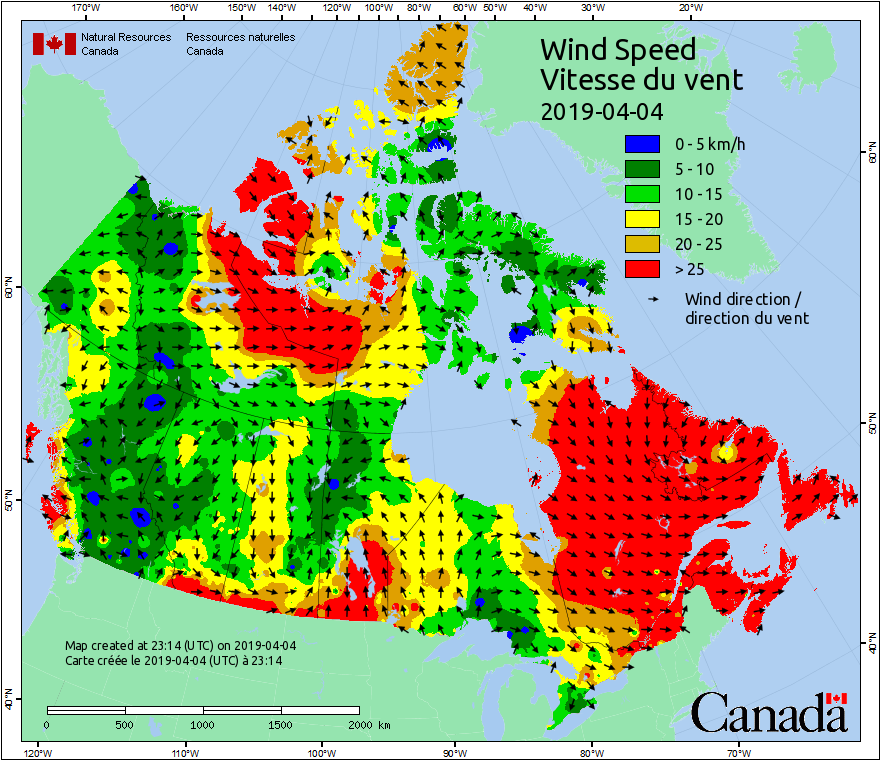 170°W 160°W 150°W 140°W 120°W 100°W 80°W 60°W 50°W 40°W 30°W 20°W
Natural Resources Ressources naturelles
Canada Canada
Wind Speed
Vitesse du vent
2019-04-04
0 - 5 km/h
5 - 10
10 - 15
15 - 20
20 - 25
> 25
Wind direction /
direction du vent
60°N
60°N
50°N
50°N
40°N
40°N
Map created at 23:14 (UTC) on 2019-04-04
Carte créée le 2019-04-04 (UTC) à 23:14
0 500 1000 1500 2000 km
Canada
120°W 110°W 100°W 90°W 80°W 70°W